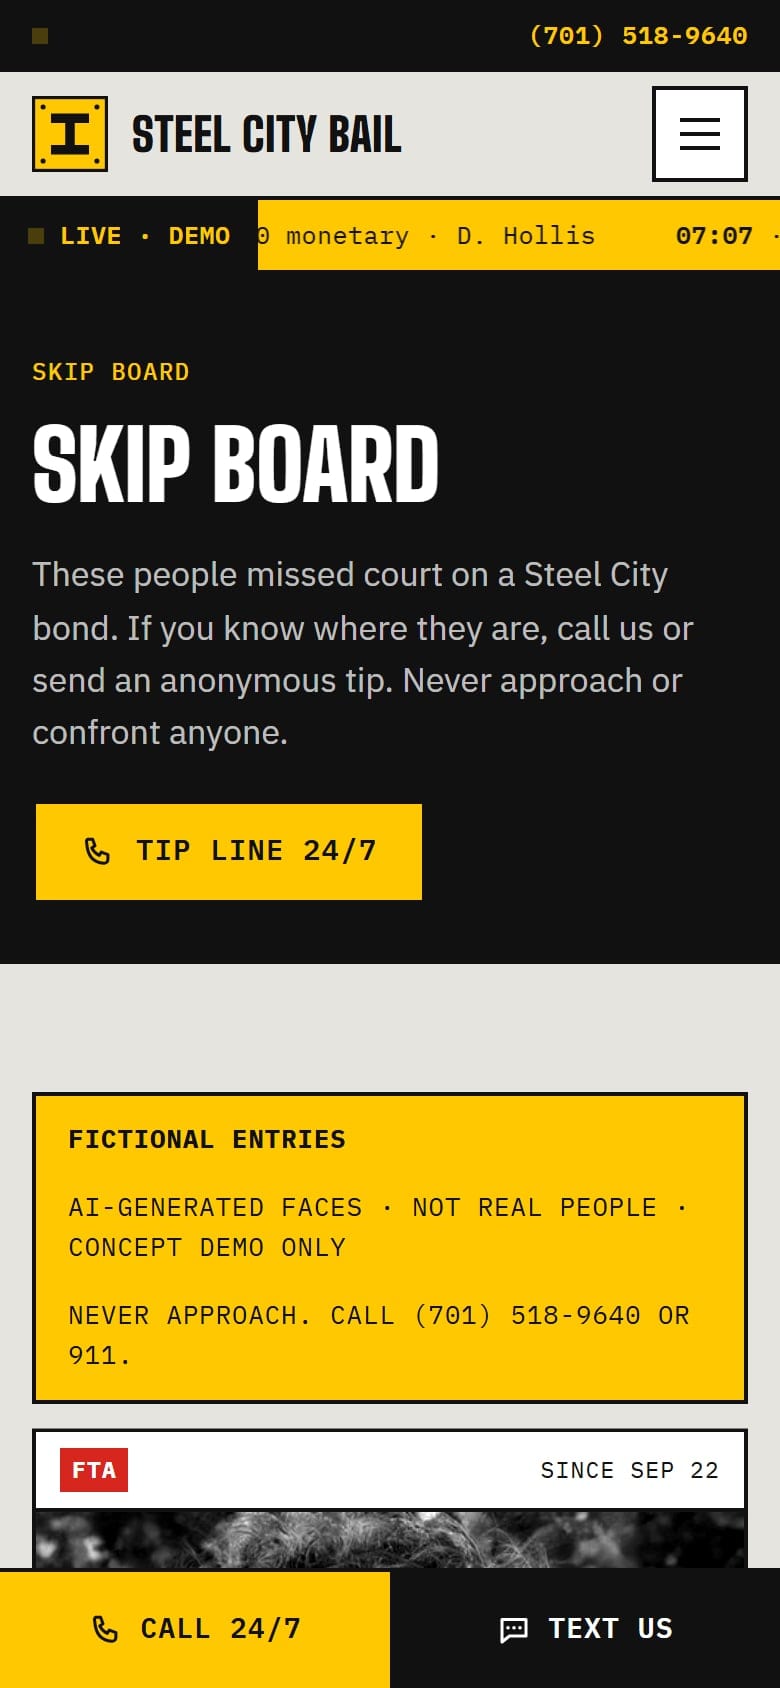 (701) 518-9640
STEEL CITY BAIL
LIVE · DEMO 0 monetary · D. Hollis 07:07 ·
SKIP BOARD
SKIP BOARD
These people missed court on a Steel City
bond. If you know where they are, call us or
send an anonymous tip. Never approach or
confront anyone.
TIP LINE 24/7
FICTIONAL ENTRIES
AI-GENERATED FACES · NOT REAL PEOPLE ·
CONCEPT DEMO ONLY
NEVER APPROACH. CALL (701) 518-9640 OR
911.
FTA SINCE SEP 22
CALL 24/7 TEXT US